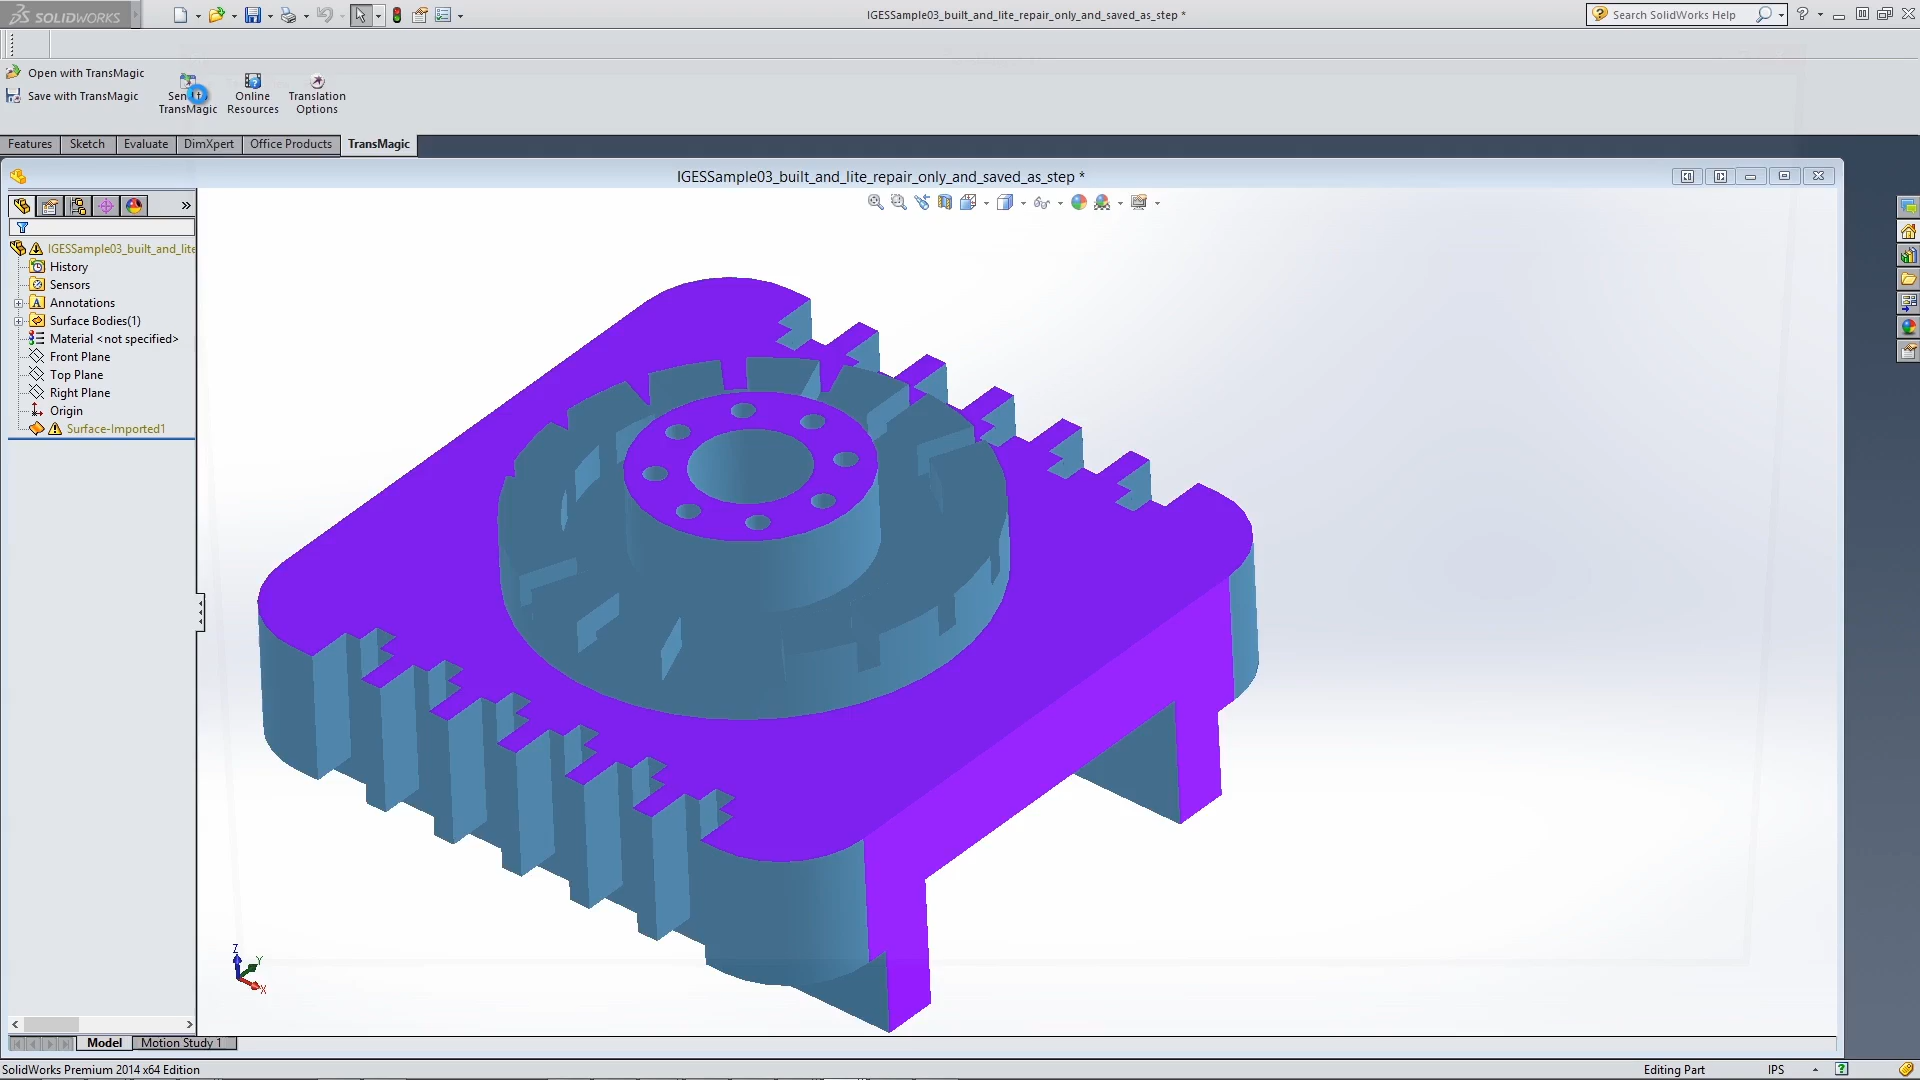 SOLIDWORKS
IGESSample03_built_and_lite_repair_only_and_saved_as_step *
Search SolidWorks Help
Open with TransMagic
Save with TransMagic
TransMagic
Online
Resources
Translation
Options
Features
Sketch
Evaluate
DimXpert
Office Products
TransMagic
IGESSample03_built_and_lite_repair_only_and_saved_as_step *
IGESSample03_built_and_lite
History
Sensors
Annotations
Surface Bodies(1)
Material <not specified>
Front Plane
Top Plane
Right Plane
Origin
Surface-Imported1
Z
Y
X
Model
Motion Study 1
SolidWorks Premium 2014 x64 Edition
Editing Part
IPS